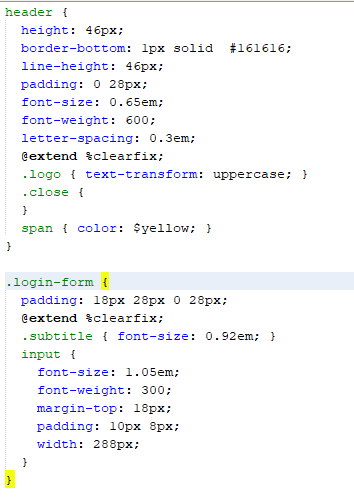 header {
height: 46px;
border-bottom: 1px solid  #161616;
line-height: 46px;
padding: 0 28px;
font-size: 0.65em;
font-weight: 600;
letter-spacing: 0.3em;
@extend %clearfix;
.logo { text-transform: uppercase; }
.close {
}
span { color: $yellow; }
}
.login-form {
padding: 18px 28px 0 28px;
@extend %clearfix;
.subtitle { font-size: 0.92em; }
input {
font-size: 1.05em;
font-weight: 300;
margin-top: 18px;
padding: 10px 8px;
width: 288px;
}
}